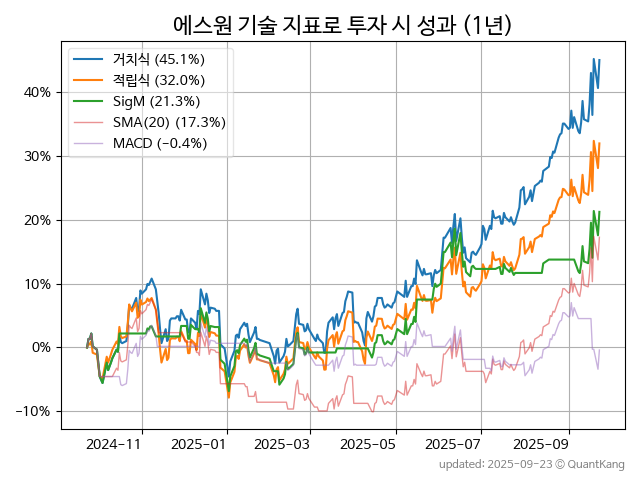 에스원 기술 지표로 투자 시 성과 (1년)
거치식 (45.1%)
적립식 (32.0%)
SigM (21.3%)
SMA(20) (17.3%)
MACD (−0.4%)
40%
30%
20%
10%
0%
−10%
2024-11 2025-01 2025-03 2025-05 2025-07 2025-09
updated: 2025-09-23 ⓒ QuantKang